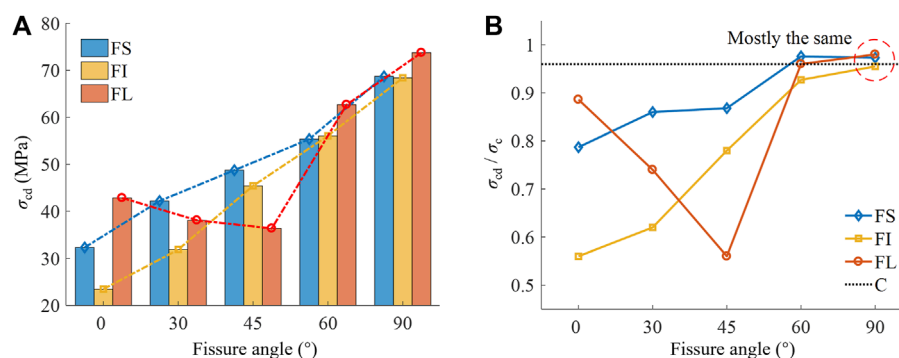 A
FS
FI
FL
80
70
60
50
40
30
20
σcd (MPa)
0 30 45 60 90
Fissure angle (°)
B
Mostly the same
1
0.9
0.8
0.7
0.6
0.5
σcd / σc
FS
FI
FL
C
0 30 45 60 90
Fissure angle (°)